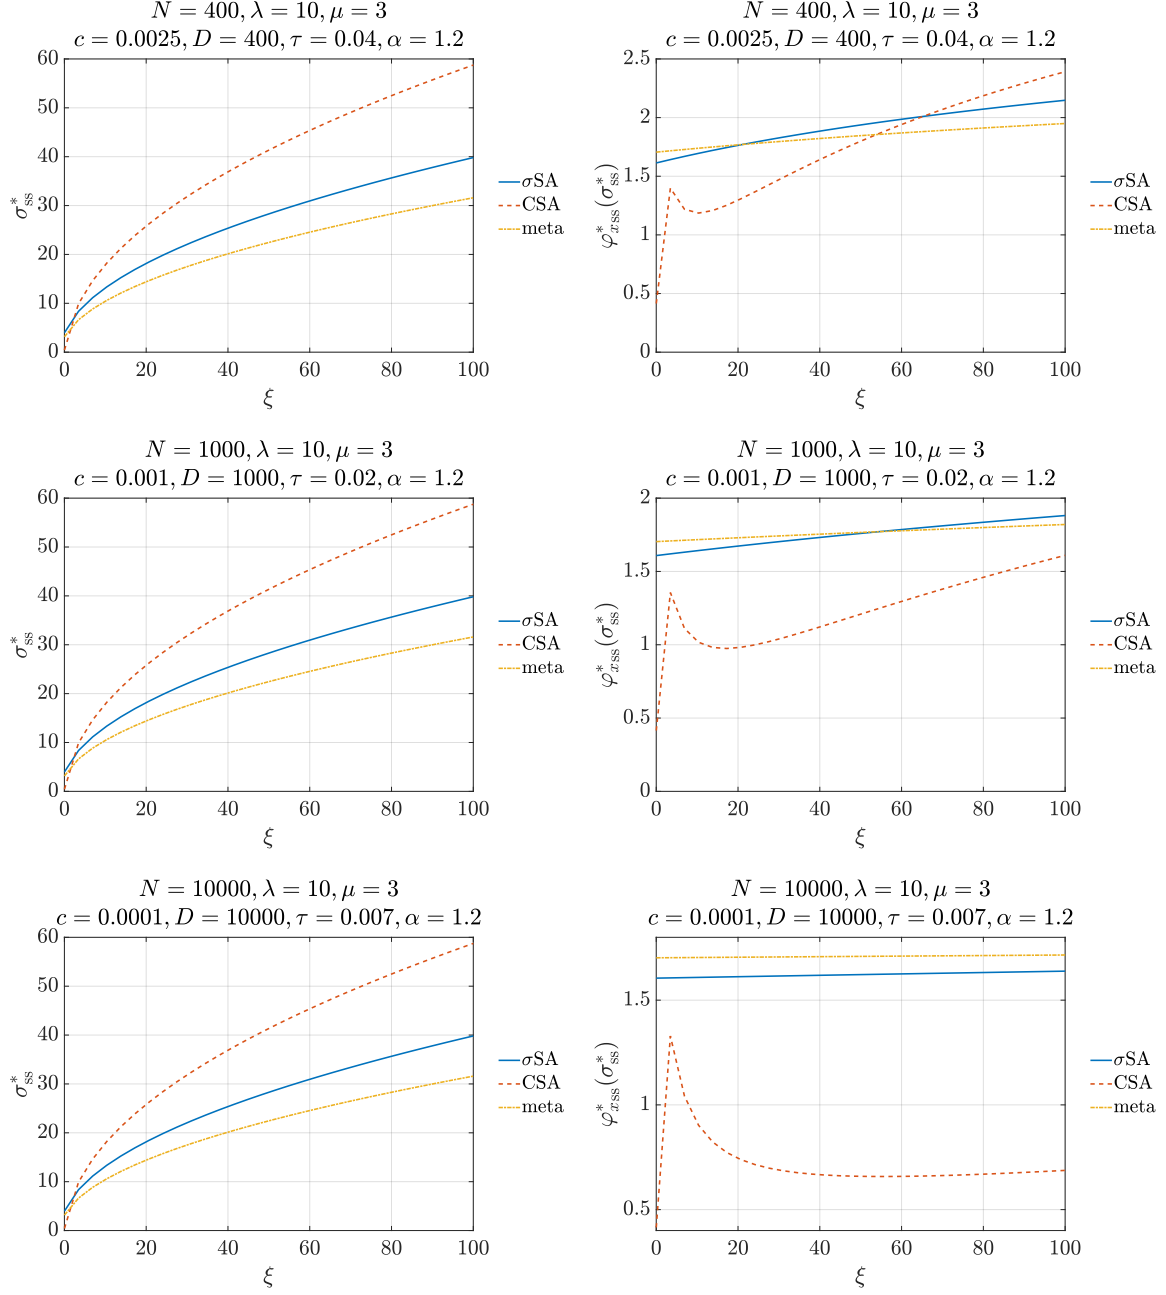 N = 400, λ = 10, μ = 3
c = 0.0025, D = 400, τ = 0.04, α = 1.2
60
50
40
30
20
10
0
σ*ss
0 20 40 60 80 100
ξ
σSA
CSA
meta
N = 400, λ = 10, μ = 3
c = 0.0025, D = 400, τ = 0.04, α = 1.2
2.5
2
1.5
1
0.5
0
φ*x ss(σ*ss)
0 20 40 60 80 100
ξ
σSA
CSA
meta
N = 1000, λ = 10, μ = 3
c = 0.001, D = 1000, τ = 0.02, α = 1.2
60
50
40
30
20
10
0
σ*ss
0 20 40 60 80 100
ξ
σSA
CSA
meta
N = 1000, λ = 10, μ = 3
c = 0.001, D = 1000, τ = 0.02, α = 1.2
2
1.5
1
0.5
0
φ*x ss(σ*ss)
0 20 40 60 80 100
ξ
σSA
CSA
meta
N = 10000, λ = 10, μ = 3
c = 0.0001, D = 10000, τ = 0.007, α = 1.2
60
50
40
30
20
10
0
σ*ss
0 20 40 60 80 100
ξ
σSA
CSA
meta
N = 10000, λ = 10, μ = 3
c = 0.0001, D = 10000, τ = 0.007, α = 1.2
1.5
1
0.5
φ*x ss(σ*ss)
0 20 40 60 80 100
ξ
σSA
CSA
meta